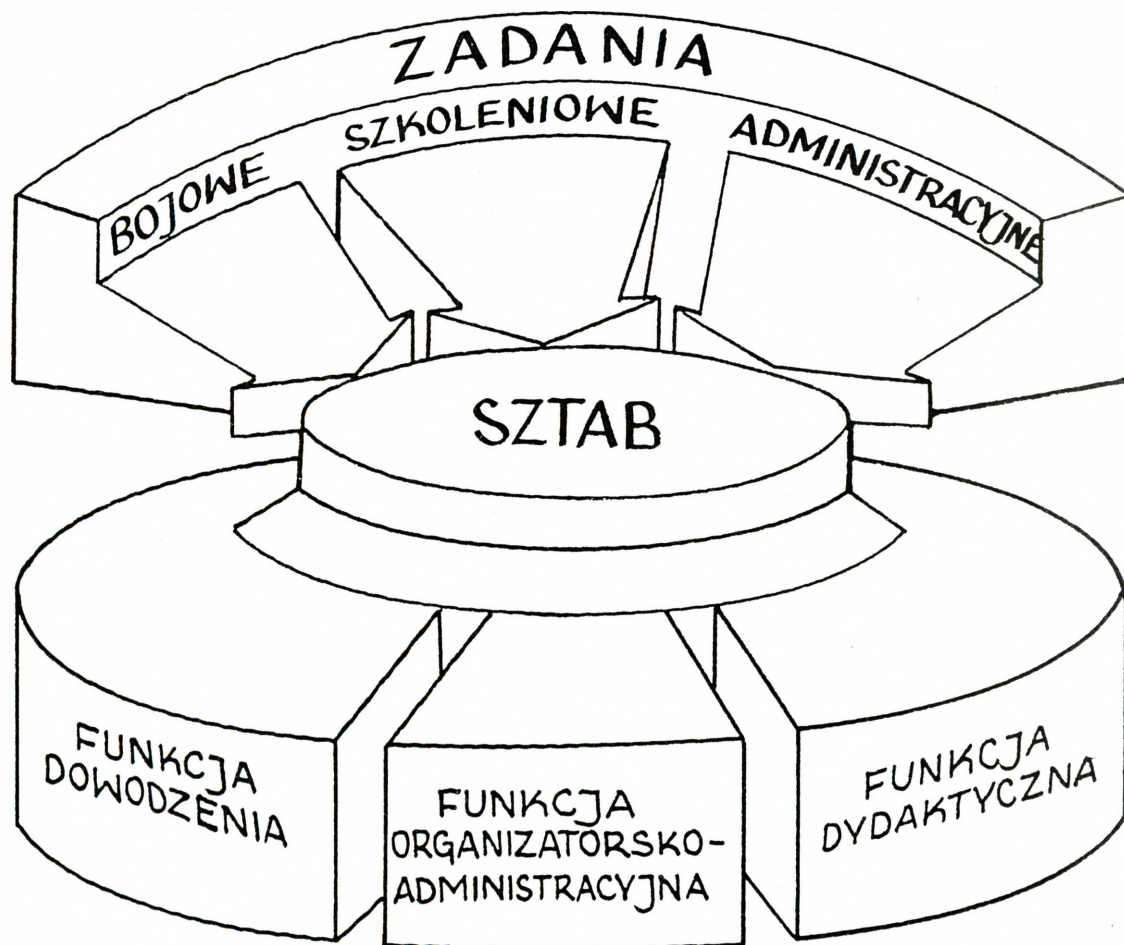 ZADANIA
BOJOWE
SZKOLENIOWE
ADMINISTRACYJNE
SZTAB
FUNKCJA
DOWODZENIA
FUNKCJA
ORGANIZATORSKO-
ADMINISTRACYJNA
FUNKCJA
DYDAKTYCZNA